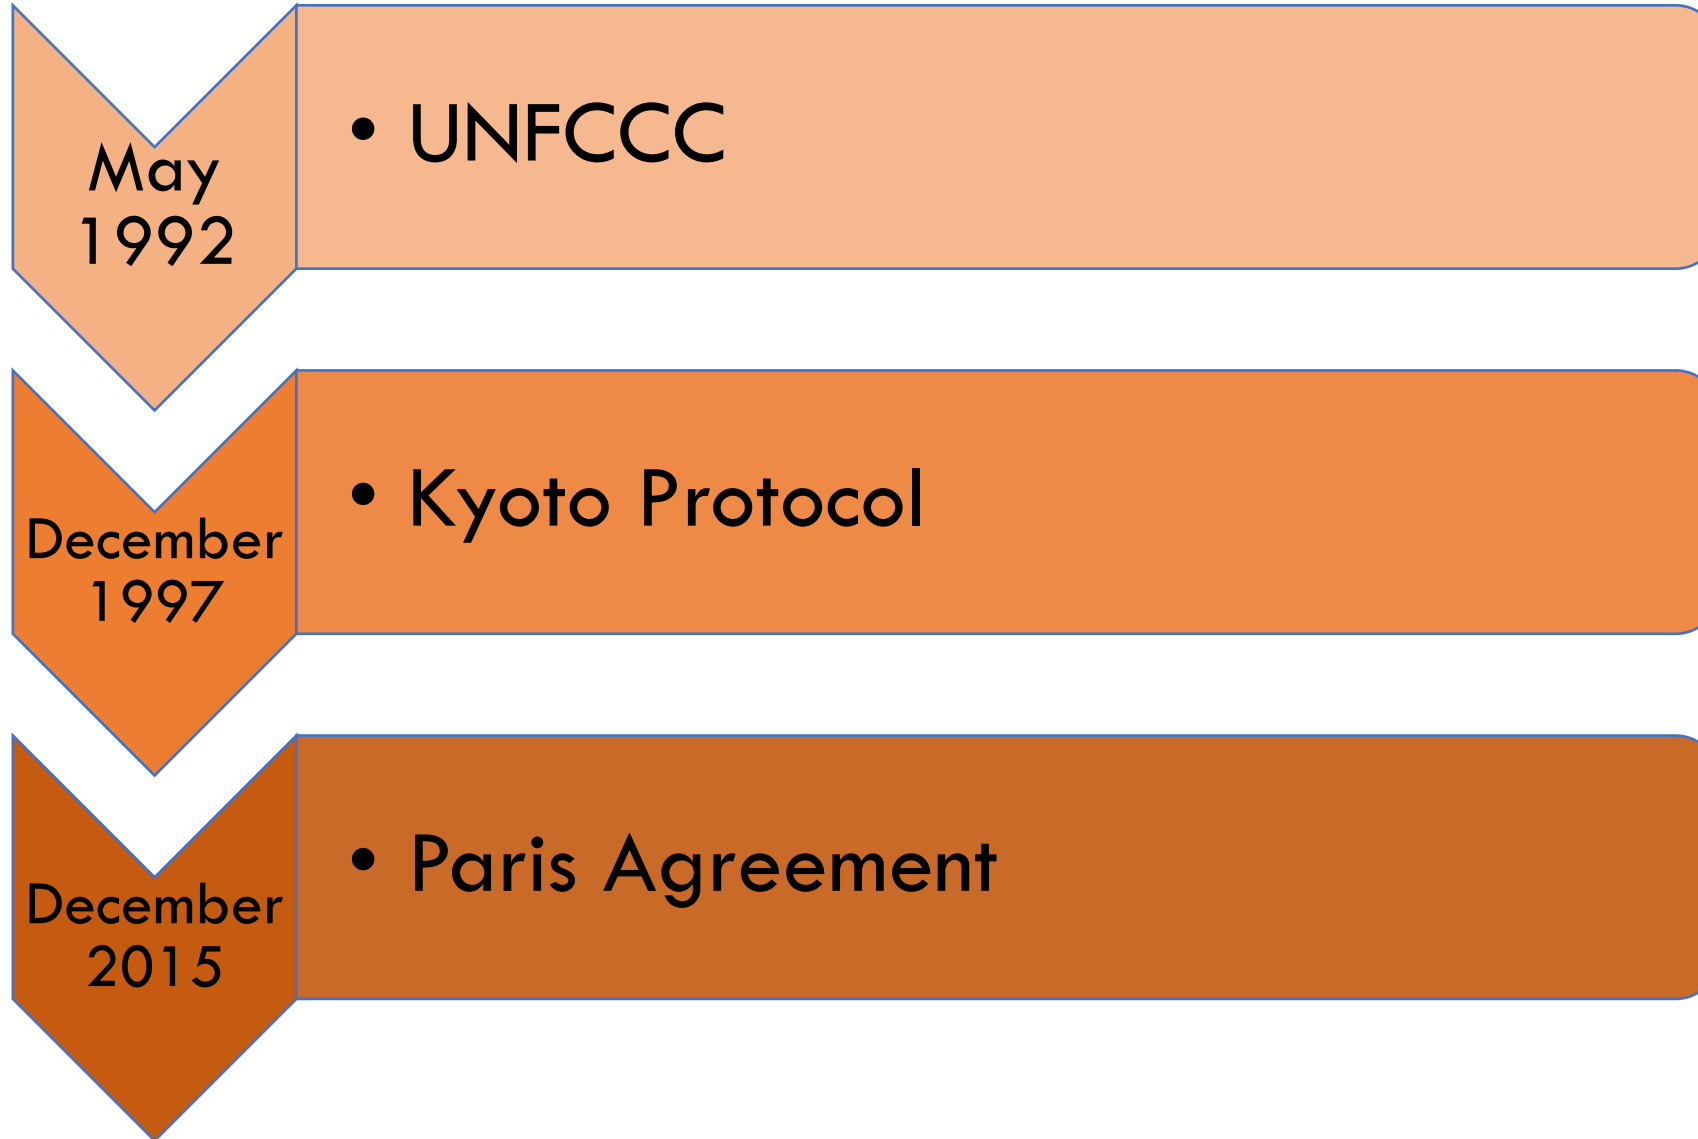 May
1992
• UNFCCC
December
1997
• Kyoto Protocol
December
2015
• Paris Agreement